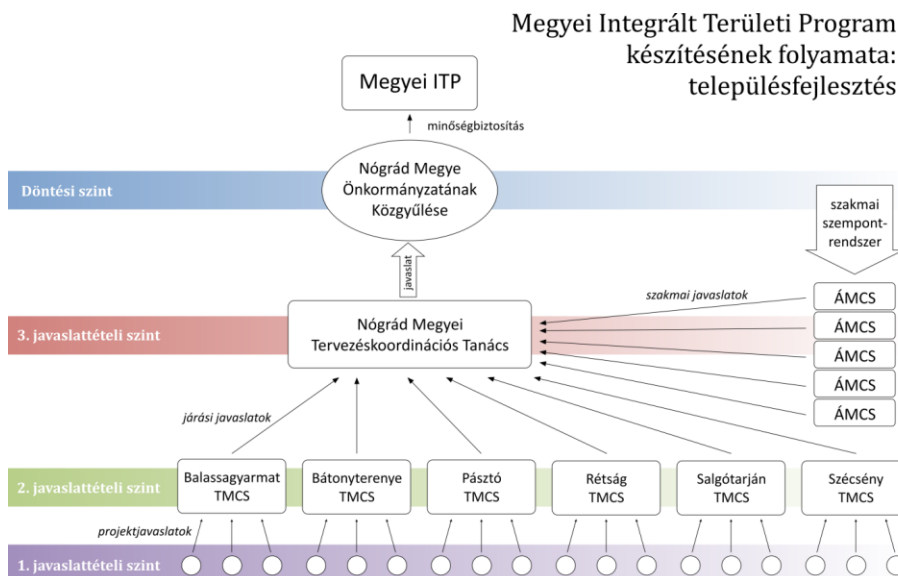 Megyei Integrált Területi Program
készítésének folyamata:
településfejlesztés
Megyei ITP
minőségbiztosítás
Döntési szint
Nógrád Megye
Önkormányzatának
Közgyűlése
szakmai
szempont-
rendszer
javaslat
szakmai javaslatok
ÁMCS
ÁMCS
ÁMCS
ÁMCS
ÁMCS
3. javaslattételi szint
Nógrád Megyei
Tervezéskoordinációs Tanács
járási javaslatok
2. javaslattételi szint
Balassagyarmat
TMCS
Bátonyterenye
TMCS
Pásztó
TMCS
Rétság
TMCS
Salgótarján
TMCS
Szécsény
TMCS
projektjavaslatok
1. javaslattételi szint